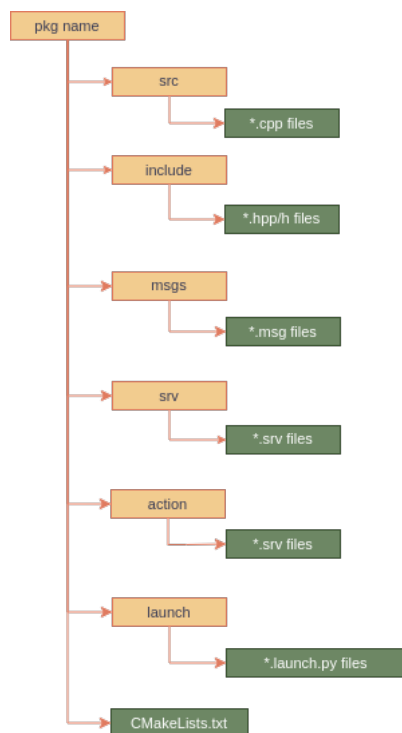 pkg name
src
*.cpp files
include
*.hpp/h files
msgs
*.msg files
srv
*.srv files
action
*.srv files
launch
*.launch.py files
CMakeLists.txt